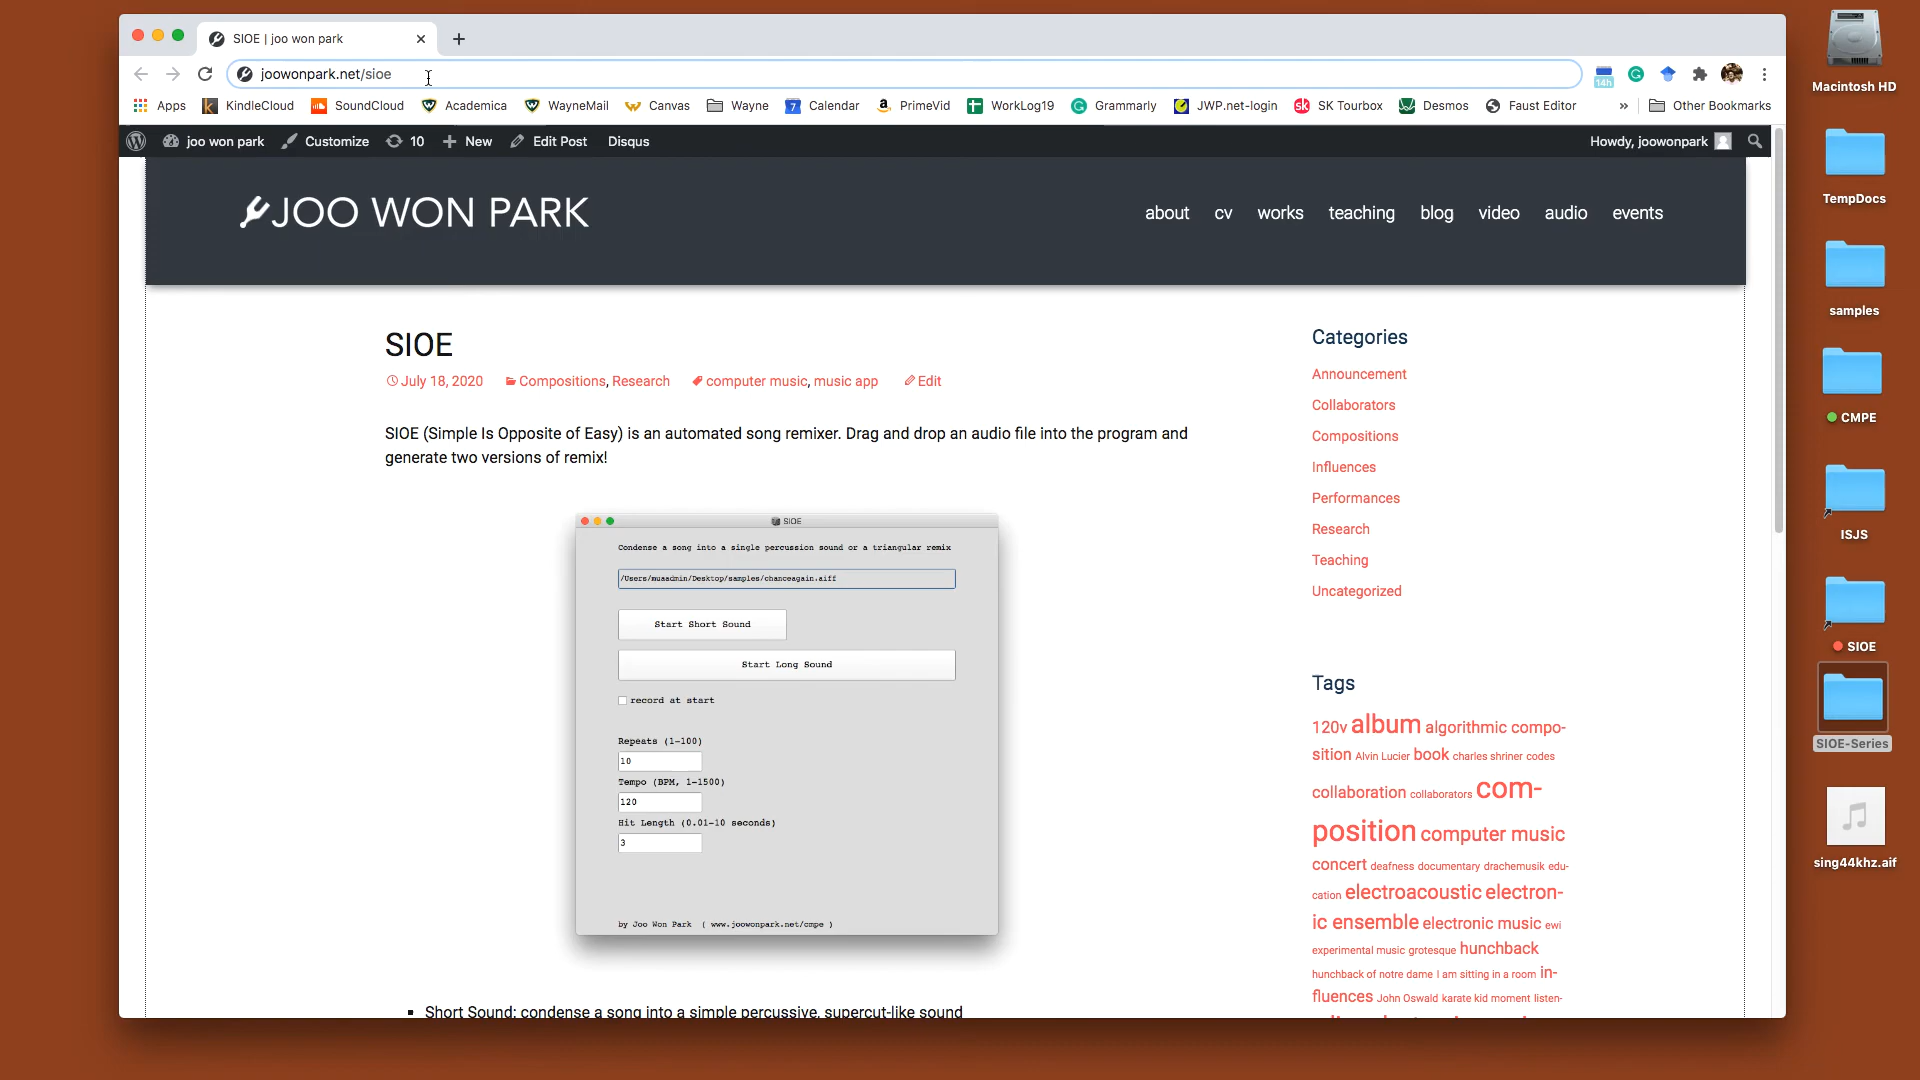 SIOE | joo won park
joowonpark.net/sioe
14h
Apps
KindleCloud
SoundCloud
Academica
WayneMail
Canvas
Wayne
7
Calendar
PrimeVid
WorkLog19
Grammarly
JWP.net-login
SK Tourbox
Desmos
Faust Editor
»
Other Bookmarks
joo won park
Customize
10
New
Edit Post
Disqus
Howdy, joowonpark
JOO WON PARK
about
cv
works
teaching
blog
video
audio
events
SIOE
July 18, 2020
Compositions, Research
computer music, music app
Edit
SIOE (Simple Is Opposite of Easy) is an automated song remixer. Drag and drop an audio file into the program and
generate two versions of remix!
SIOE
Condense a song into a single percussion sound or a triangular remix
/Users/muaadmin/Desktop/samples/chanceagain.aiff
Start Short Sound
Start Long Sound
record at start
Repeats (1-100)
10
Tempo (BPM, 1-1500)
120
Hit Length (0.01-10 seconds)
3
by Joo Won Park ( www.joowonpark.net/cmpe )
Short Sound: condense a song into a simple percussive, supercut-like sound
Categories
Announcement
Collaborators
Compositions
Influences
Performances
Research
Teaching
Uncategorized
Tags
120v album algorithmic compo-
sition Alvin Lucier book charles shriner codes
collaboration collaborators com-
position computer music
concert deafness documentary drachemusik edu-
cation electroacoustic electron-
ic ensemble electronic music ewi
experimental music grotesque hunchback
hunchback of notre dame I am sitting in a room in-
fluences John Oswald karate kid moment listen-
Macintosh HD
TempDocs
samples
CMPE
ISJS
SIOE
SIOE-Series
sing44khz.aif